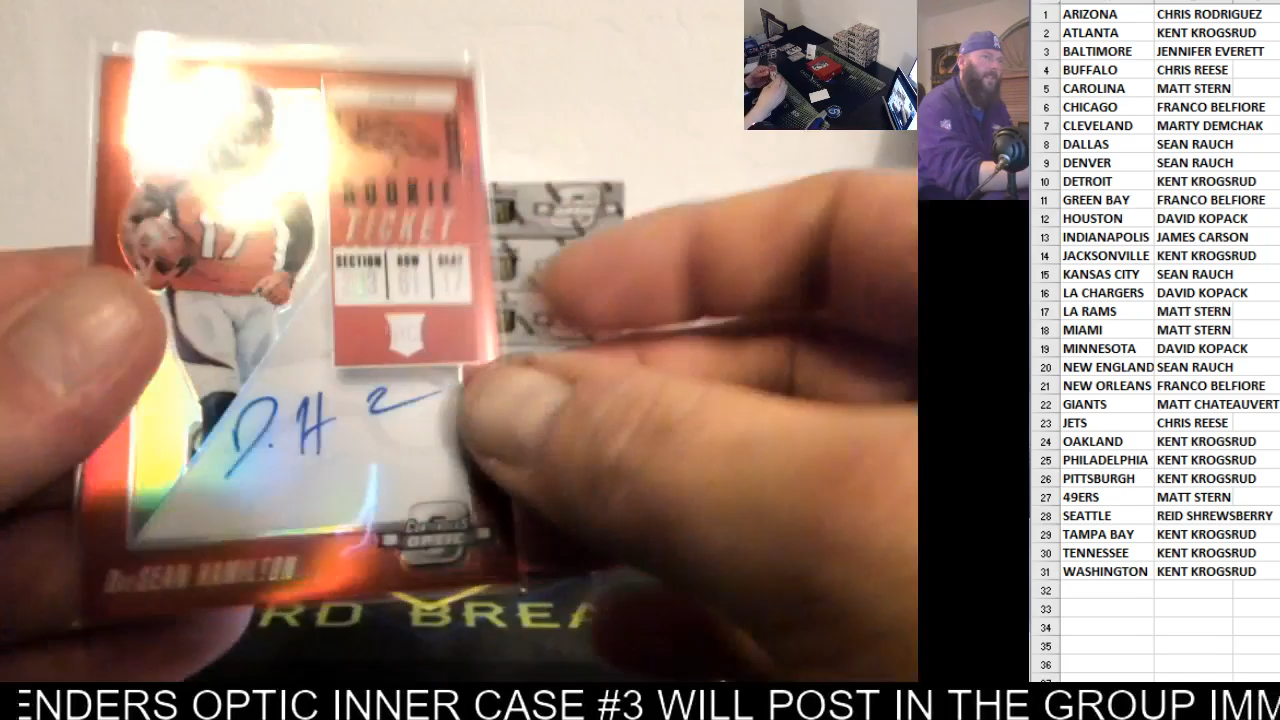 ROOKIE
TICKET
SECTION ROW SEAT
17
D. H 2
CONTENDERS
OPTIC
HAMILTON
RD BREA
1 ARIZONA CHRIS RODRIGUEZ
2 ATLANTA KENT KROGSRUD
3 BALTIMORE JENNIFER EVERETT
4 BUFFALO CHRIS REESE
5 CAROLINA MATT STERN
6 CHICAGO FRANCO BELFIORE
7 CLEVELAND MARTY DEMCHAK
8 DALLAS SEAN RAUCH
9 DENVER SEAN RAUCH
10 DETROIT KENT KROGSRUD
11 GREEN BAY FRANCO BELFIORE
12 HOUSTON DAVID KOPACK
13 INDIANAPOLIS JAMES CARSON
14 JACKSONVILLE KENT KROGSRUD
15 KANSAS CITY SEAN RAUCH
16 LA CHARGERS DAVID KOPACK
17 LA RAMS MATT STERN
18 MIAMI MATT STERN
19 MINNESOTA DAVID KOPACK
20 NEW ENGLAND SEAN RAUCH
21 NEW ORLEANS FRANCO BELFIORE
22 GIANTS MATT CHATEAUVERT
23 JETS CHRIS REESE
24 OAKLAND KENT KROGSRUD
25 PHILADELPHIA KENT KROGSRUD
26 PITTSBURGH KENT KROGSRUD
27 49ERS MATT STERN
28 SEATTLE REID SHREWSBERRY
29 TAMPA BAY KENT KROGSRUD
30 TENNESSEE KENT KROGSRUD
31 WASHINGTON KENT KROGSRUD
32
33
34
35
36
ENDERS OPTIC INNER CASE #3 WILL POST IN THE GROUP IMM